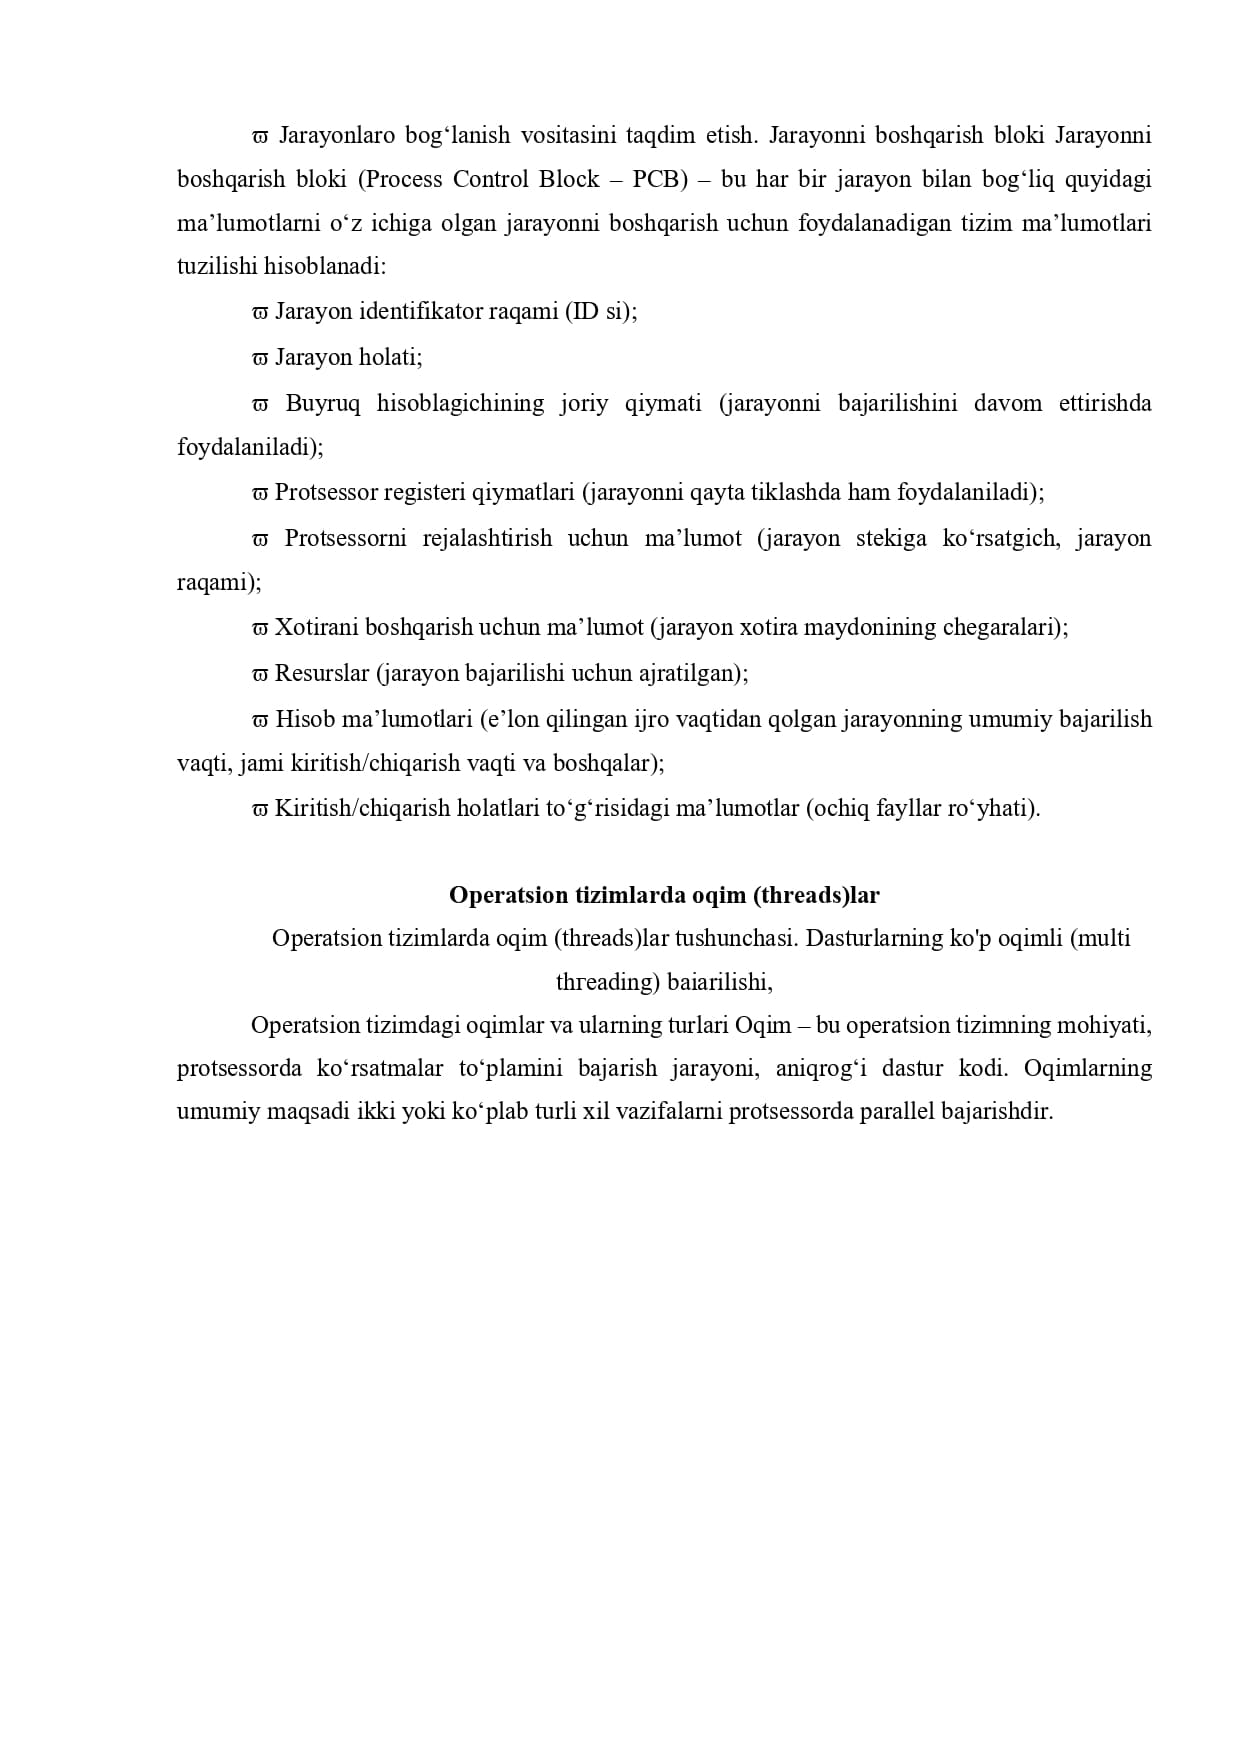 ϖ Jarayonlaro bog‘lanish vositasini taqdim etish. Jarayonni boshqarish bloki Jarayonni
boshqarish bloki (Process Control Block – PCB) – bu har bir jarayon bilan bog‘liq quyidagi
ma’lumotlarni o‘z ichiga olgan jarayonni boshqarish uchun foydalanadigan tizim ma’lumotlari
tuzilishi hisoblanadi:
ϖ Jarayon identifikator raqami (ID si);
ϖ Jarayon holati;
ϖ Buyruq hisoblagichining joriy qiymati (jarayonni bajarilishini davom ettirishda
foydalaniladi);
ϖ Protsessor registeri qiymatlari (jarayonni qayta tiklashda ham foydalaniladi);
ϖ Protsessorni rejalashtirish uchun ma’lumot (jarayon stekiga ko‘rsatgich, jarayon
raqami);
ϖ Xotirani boshqarish uchun ma’lumot (jarayon xotira maydonining chegaralari);
ϖ Resurslar (jarayon bajarilishi uchun ajratilgan);
ϖ Hisob ma’lumotlari (e’lon qilingan ijro vaqtidan qolgan jarayonning umumiy bajarilish
vaqti, jami kiritish/chiqarish vaqti va boshqalar);
ϖ Kiritish/chiqarish holatlari to‘g‘risidagi ma’lumotlar (ochiq fayllar ro‘yhati).
Operatsion tizimlarda oqim (threads)lar
Operatsion tizimlarda oqim (threads)lar tushunchasi. Dasturlarning ko'p oqimli (multi
threading) baiarilishi,
Operatsion tizimdagi oqimlar va ularning turlari Oqim – bu operatsion tizimning mohiyati,
protsessorda ko‘rsatmalar to‘plamini bajarish jarayoni, aniqrog‘i dastur kodi. Oqimlarning
umumiy maqsadi ikki yoki ko‘plab turli xil vazifalarni protsessorda parallel bajarishdir.